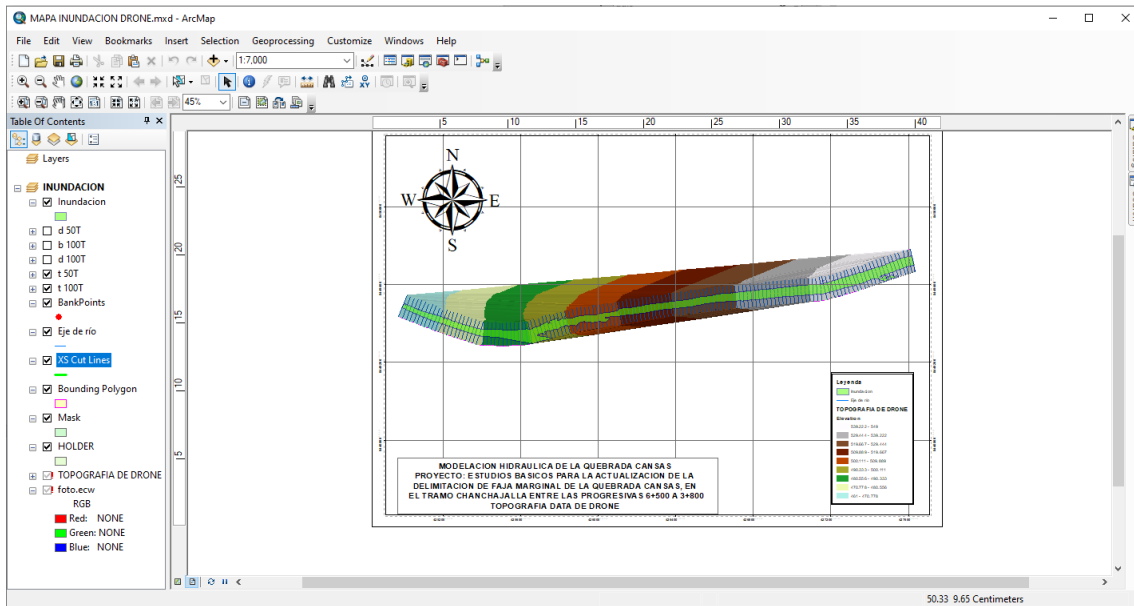 MAPA INUNDACION DRONE.mxd - ArcMap
File Edit View Bookmarks Insert Selection Geoprocessing Customize Windows Help
1:7,000
45%
Table Of Contents
Layers
INUNDACION
Inundacion
d 50T
b 100T
d 100T
t 50T
t 100T
BankPoints
Eje de río
XS Cut Lines
Bounding Polygon
Mask
HOLDER
TOPOGRAFIA DE DRONE
foto.ecw
RGB
Red: NONE
Green: NONE
Blue: NONE
5 10 15 20 25 30 35 40
25
20
15
10
5
N
W E
S
Leyenda
Inundacion
Eje de río
TOPOGRAFIA DE DRONE
Elevation
MODELACION HIDRAULICA DE LA QUEBRADA CANSAS
PROYECTO: ESTUDIOS BASICOS PARA LA ACTUALIZACION DE LA
DELIMITACION DE FAJA MARGINAL DE LA QUEBRADA CANSAS, EN
EL TRAMO CHANCHAJALLA ENTRE LAS PROGRESIVAS 6+500 A 3+800
TOPOGRAFIA DATA DE DRONE
50.33 9.65 Centimeters